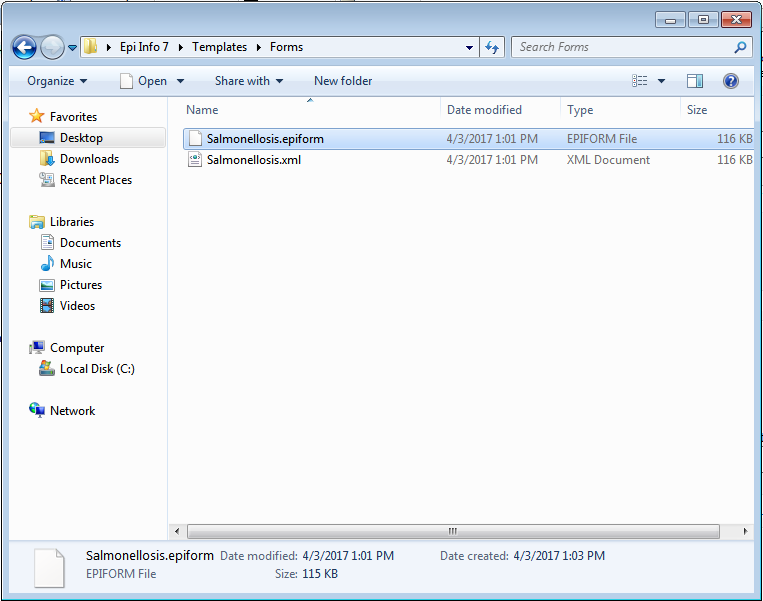 Epi Info 7 Templates Forms
Search Forms
Organize Open Share with New folder
Name Date modified Type Size
Favorites
Desktop
Downloads
Recent Places
Libraries
Documents
Music
Pictures
Videos
Computer
Local Disk (C:)
Network
Salmonellosis.epiform 4/3/2017 1:01 PM EPIFORM File 116 KB
Salmonellosis.xml 4/3/2017 1:01 PM XML Document 116 KB
Salmonellosis.epiform Date modified: 4/3/2017 1:01 PM Date created: 4/3/2017 1:03 PM
EPIFORM File Size: 115 KB